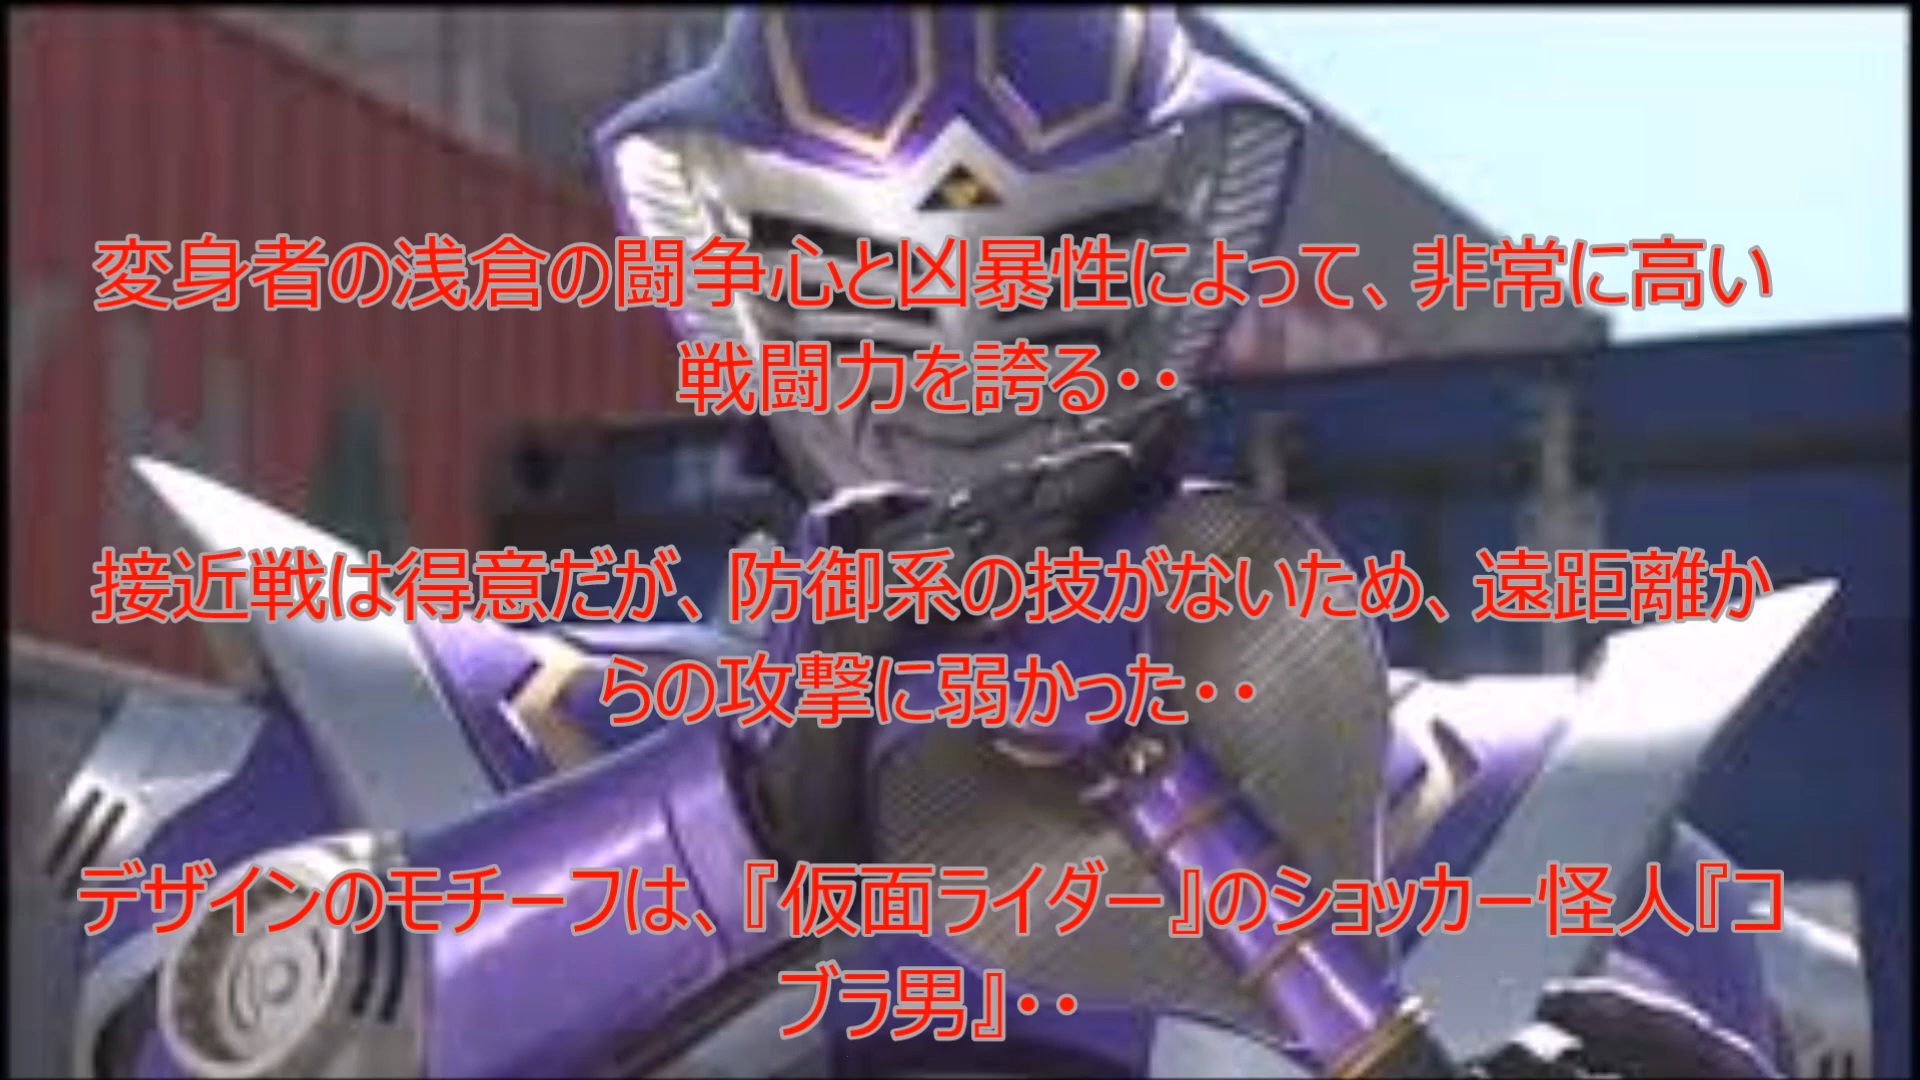 変身者の浅倉の闘争心と凶暴性によって、非常に高い
戦闘力を誇る・・
接近戦は得意だが、防御系の技がないため、遠距離か
らの攻撃に弱かった・・
デザインのモチーフは、『仮面ライダー』のショッカー怪人『コ
ブラ男』・・